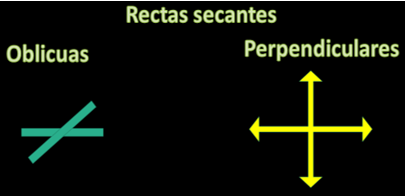 Rectas secantes
Oblicuas
Perpendiculares